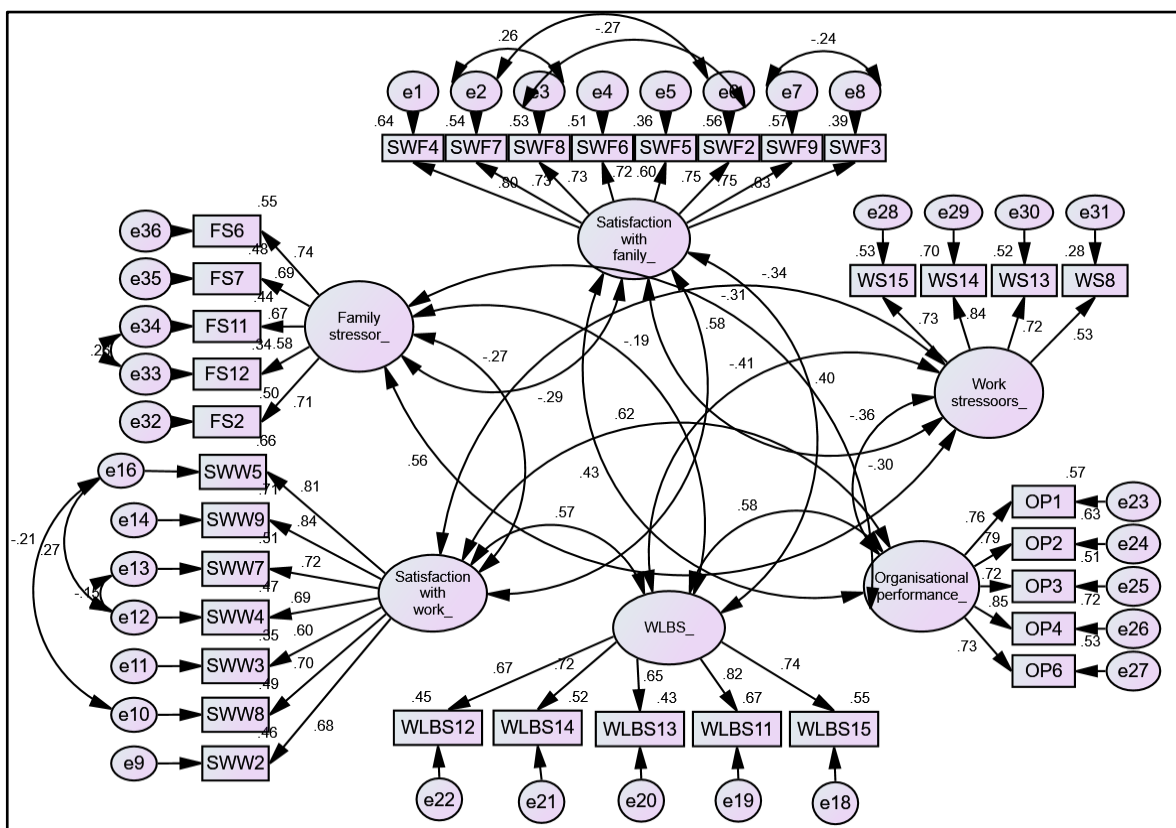 .26
-.27
-.24
e1
e2
e3
e4
e5
e6
e7
e8
.64
.54
.53
.51
.36
.56
.57
.39
SWF4
SWF7
SWF8
SWF6
SWF5
SWF2
SWF9
SWF3
.80
.73
.73
.72
.60
.75
.75
.63
Satisfaction
with
fanily_
e28
e29
e30
e31
.53
.70
.52
.28
WS15
WS14
WS13
WS8
.73
.84
.72
.53
Work
stressoors_
.55
e36
FS6
.74
.48
e35
FS7
.69
.44
e34
FS11
.67
.34
.58
e33
FS12
.50
.71
e32
FS2
Family
stressor_
-.34
-.31
.58
-.19
-.27
-.41
.40
-.29
.62
-.36
-.30
.56
.43
.58
.57
.66
e16
SWW5
.81
.71
e14
SWW9
.84
.51
e13
SWW7
.72
.47
-.15
e12
SWW4
.69
.35
.60
e11
SWW3
.70
.49
e10
SWW8
.46
.68
e9
SWW2
-.21
.27
Satisfaction
with
work_
WLBS_
.67
.72
.65
.82
.74
.45
.52
.43
.67
.55
WLBS12
WLBS14
WLBS13
WLBS11
WLBS15
e22
e21
e20
e19
e18
Organisational
performance_
.57
OP1
e23
.76
.63
OP2
e24
.79
.51
OP3
e25
.72
.72
OP4
e26
.85
.53
OP6
e27
.73